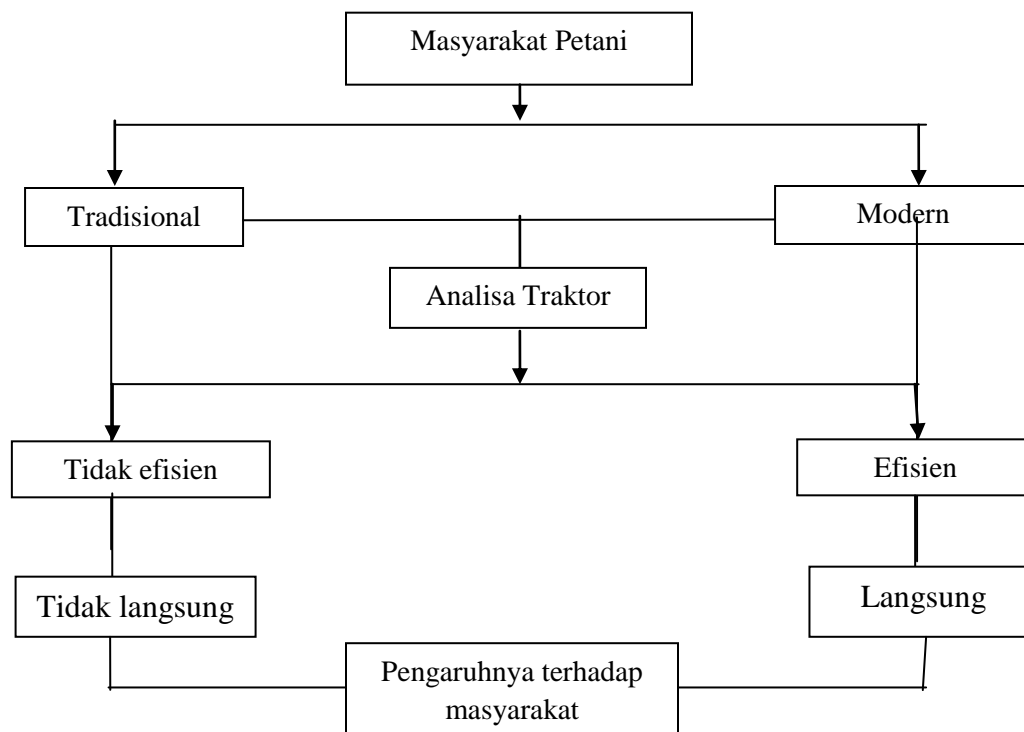 Masyarakat Petani
Tradisional
Modern
Analisa Traktor
Tidak efisien
Efisien
Tidak langsung
Langsung
Pengaruhnya terhadap
masyarakat